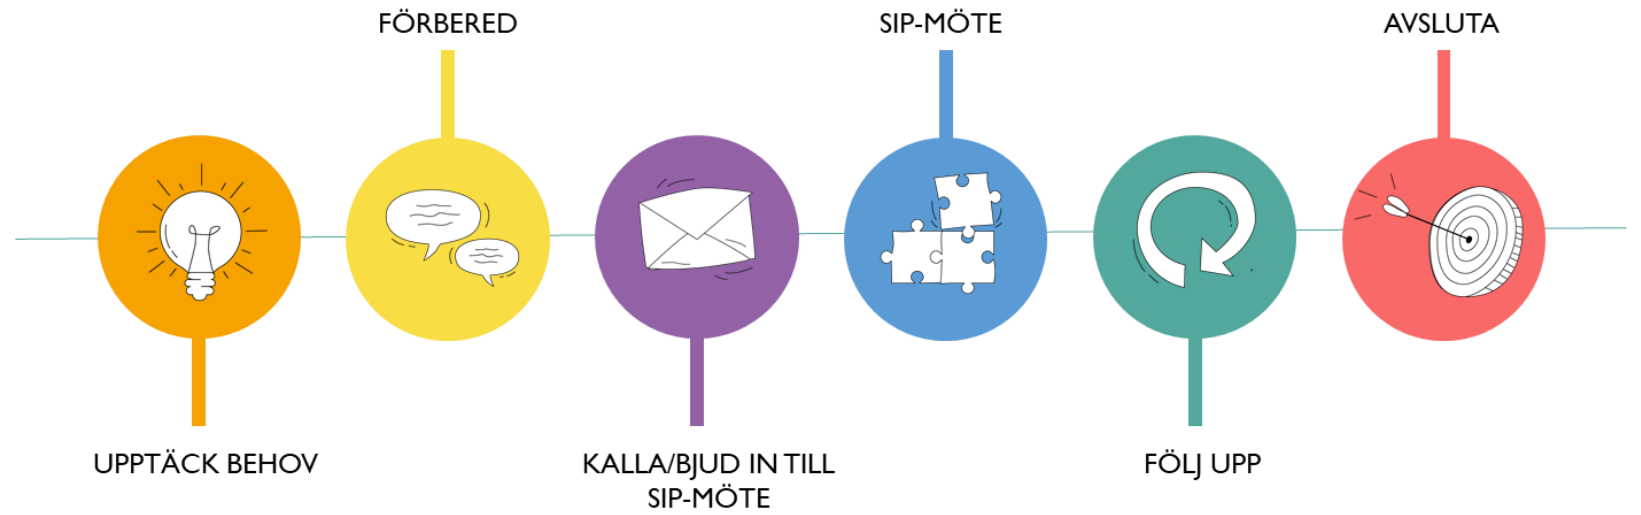 FÖRBERED
SIP-MÖTE
AVSLUTA
UPPTÄCK BEHOV
KALLA/BJUD IN TILL
SIP-MÖTE
FÖLJ UPP